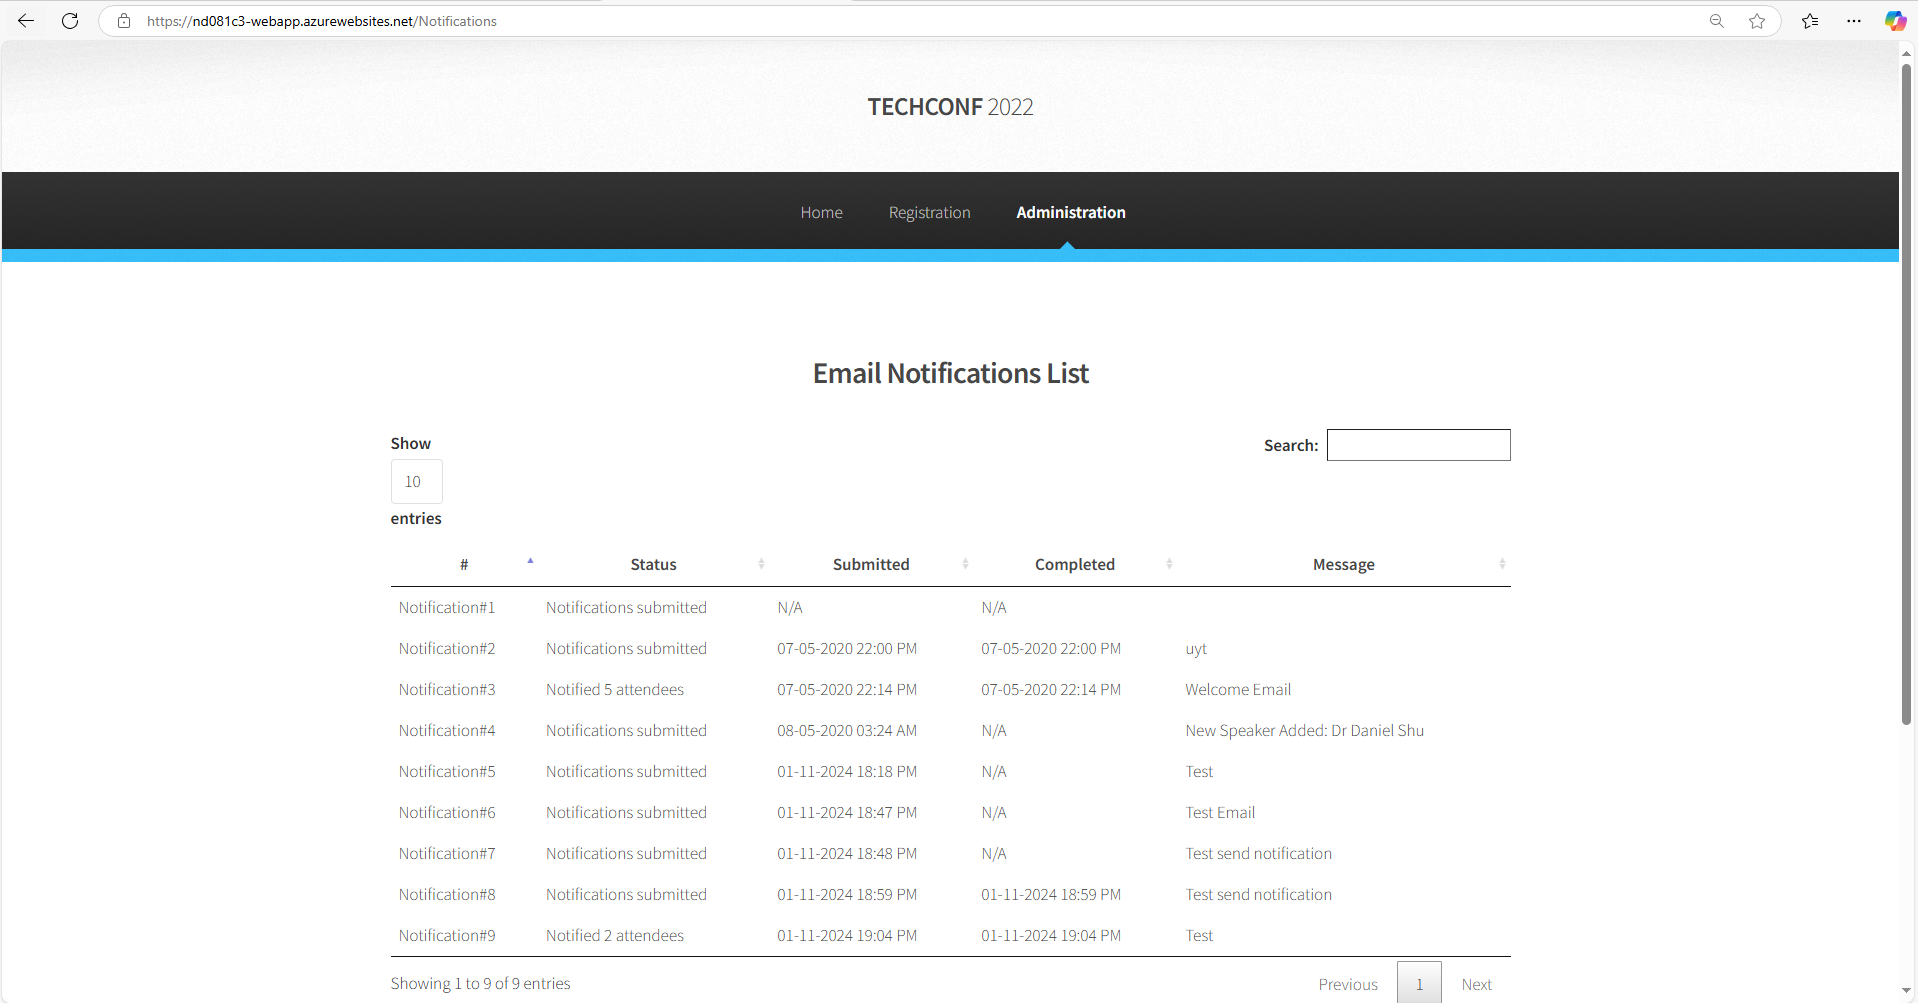 https://nd081c3-webapp.azurewebsites.net/Notifications
TECHCONF 2022
Home Registration Administration
Email Notifications List
Show
10
entries
Search:
# Status Submitted Completed Message
Notification#1 Notifications submitted N/A N/A
Notification#2 Notifications submitted 07-05-2020 22:00 PM 07-05-2020 22:00 PM uyt
Notification#3 Notified 5 attendees 07-05-2020 22:14 PM 07-05-2020 22:14 PM Welcome Email
Notification#4 Notifications submitted 08-05-2020 03:24 AM N/A New Speaker Added: Dr Daniel Shu
Notification#5 Notifications submitted 01-11-2024 18:18 PM N/A Test
Notification#6 Notifications submitted 01-11-2024 18:47 PM N/A Test Email
Notification#7 Notifications submitted 01-11-2024 18:48 PM N/A Test send notification
Notification#8 Notifications submitted 01-11-2024 18:59 PM 01-11-2024 18:59 PM Test send notification
Notification#9 Notified 2 attendees 01-11-2024 19:04 PM 01-11-2024 19:04 PM Test
Showing 1 to 9 of 9 entries
Previous 1 Next